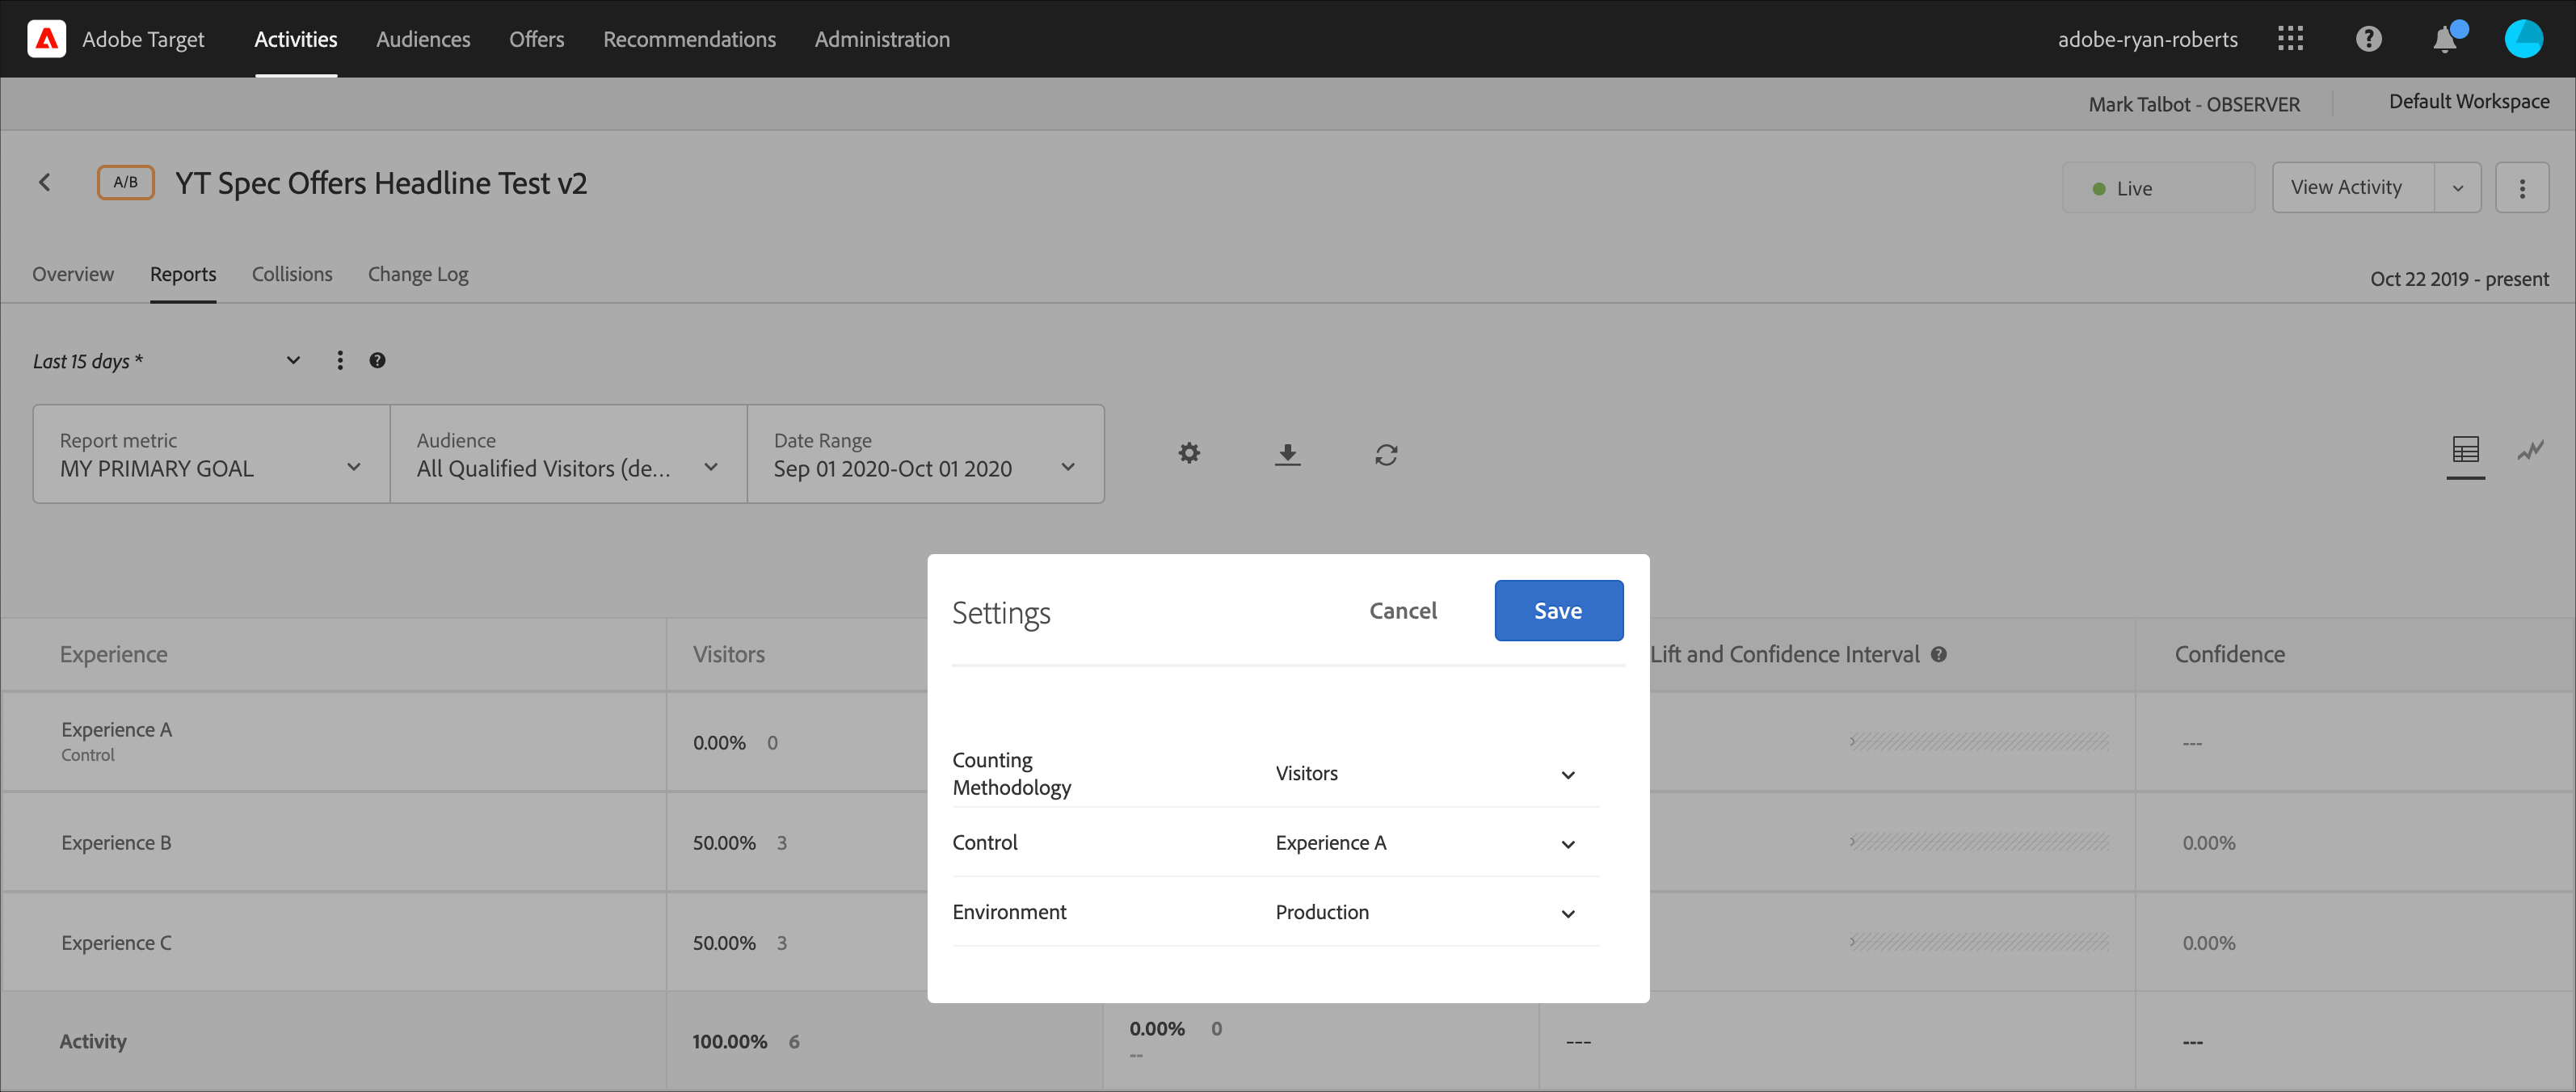 Adobe Target
Activities
Audiences
Offers
Recommendations
Administration
adobe-ryan-roberts
Mark Talbot - OBSERVER
Default Workspace
A/B
YT Spec Offers Headline Test v2
Live
View Activity
Overview
Reports
Collisions
Change Log
Oct 22 2019 - present
Last 15 days *
Report metric
MY PRIMARY GOAL
Audience
All Qualified Visitors (de...
Date Range
Sep 01 2020-Oct 01 2020
Settings
Cancel
Save
Counting
Methodology
Visitors
Control
Experience A
Environment
Production
Experience
Visitors
Lift and Confidence Interval
Confidence
Experience A
Control
0.00% 0
---
Experience B
50.00% 3
0.00%
Experience C
50.00% 3
0.00%
Activity
100.00% 6
0.00% 0
--
---
---